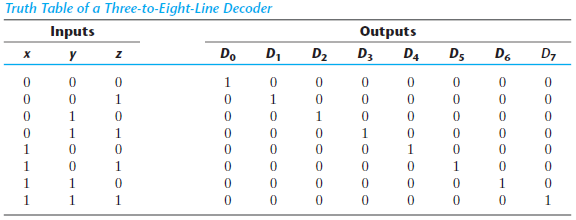 Truth Table of a Three-to-Eight-Line Decoder
Inputs Outputs
x y z D0 D1 D2 D3 D4 D5 D6 D7
0 0 0 1 0 0 0 0 0 0 0
0 0 1 0 1 0 0 0 0 0 0
0 1 0 0 0 1 0 0 0 0 0
0 1 1 0 0 0 1 0 0 0 0
1 0 0 0 0 0 0 1 0 0 0
1 0 1 0 0 0 0 0 1 0 0
1 1 0 0 0 0 0 0 0 1 0
1 1 1 0 0 0 0 0 0 0 1